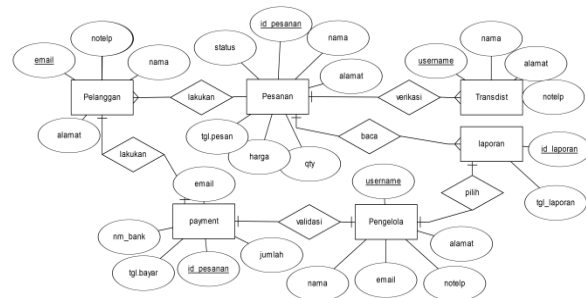 id_pesanan
notelp
nama
nama
status
username
email
nama
alamat
alamat
Pelanggan
lakukan
Pesanan
verikasi
Transdist
notelp
alamat
tgl.pesan
baca
laporan
id_laporan
lakukan
harga
qty
email
username
pilih
tgl_laporan
payment
validasi
Pengelola
nm_bank
jumlah
alamat
tgl.bayar
id_pesanan
nama
email
notelp